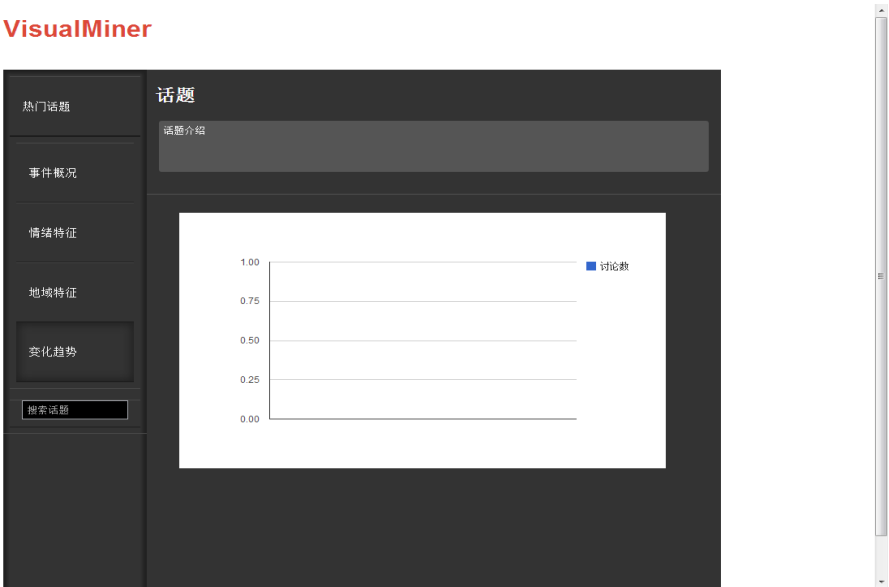 VisualMiner
热门话题
事件概况
情绪特征
地域特征
变化趋势
搜索话题
话题
话题介绍
1.00
0.75
0.50
0.25
0.00
讨论数